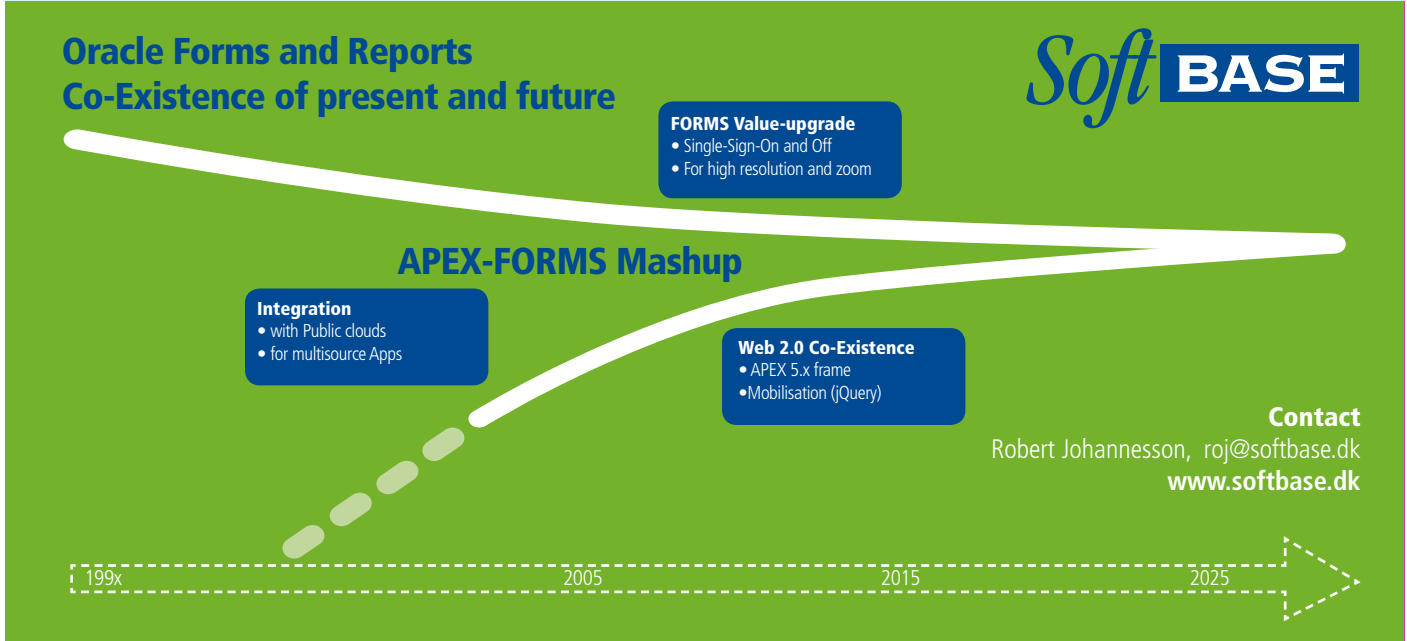 Oracle Forms and Reports
Co-Existence of present and future
Soft BASE
FORMS Value-upgrade
• Single-Sign-On and Off
• For high resolution and zoom
APEX-FORMS Mashup
Integration
• with Public clouds
• for multisource Apps
Web 2.0 Co-Existence
• APEX 5.x frame
•Mobilisation (jQuery)
Contact
Robert Johannesson, roj@softbase.dk
www.softbase.dk
199x 2005 2015 2025